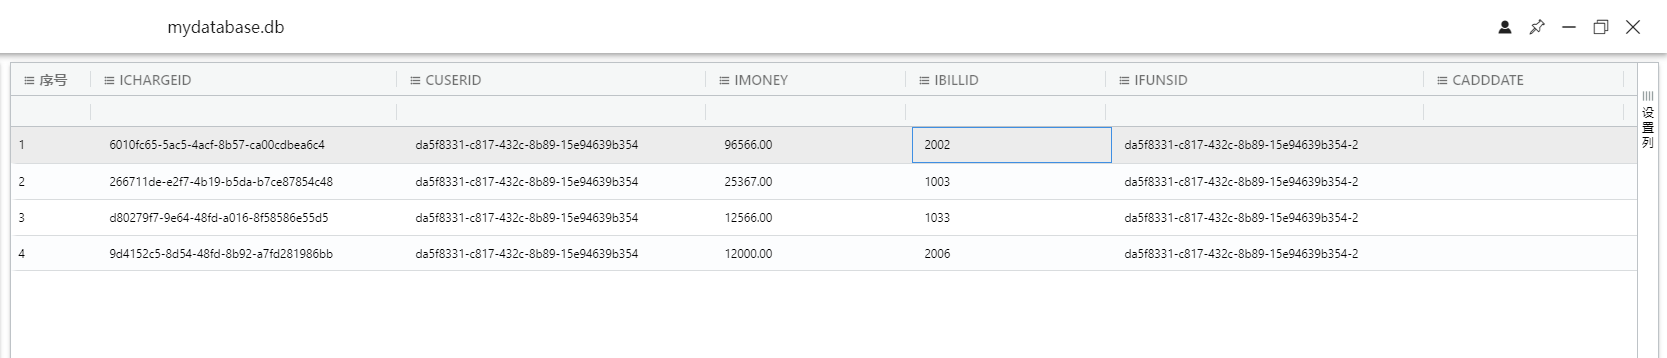 mydatabase.db
序号 ICHARGEID CUSERID IMONEY IBILLID IFUNSID CADDDATE
1 6010fc65-5ac5-4acf-8b57-ca00cdbea6c4 da5f8331-c817-432c-8b89-15e94639b354 96566.00 2002 da5f8331-c817-432c-8b89-15e94639b354-2
2 266711de-e2f7-4b19-b5da-b7ce87854c48 da5f8331-c817-432c-8b89-15e94639b354 25367.00 1003 da5f8331-c817-432c-8b89-15e94639b354-2
3 d80279f7-9e64-48fd-a016-8f58586e55d5 da5f8331-c817-432c-8b89-15e94639b354 12566.00 1033 da5f8331-c817-432c-8b89-15e94639b354-2
4 9d4152c5-8d54-48fd-8b92-a7fd281986bb da5f8331-c817-432c-8b89-15e94639b354 12000.00 2006 da5f8331-c817-432c-8b89-15e94639b354-2
设置列